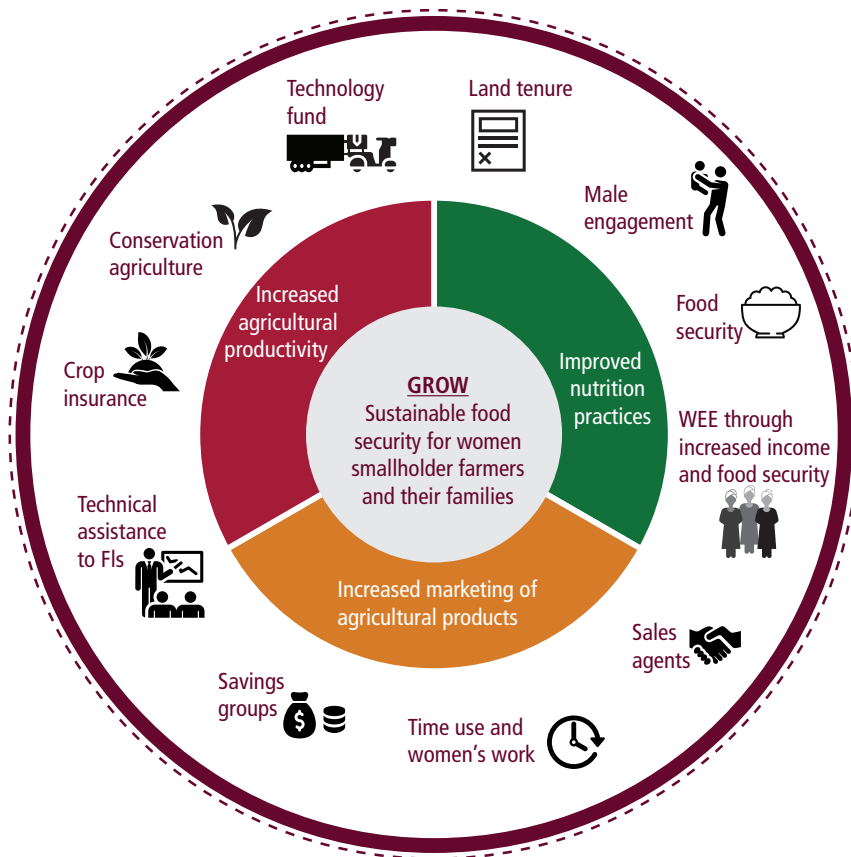 Technology
fund
Land tenure
Male
engagement
Food
security
WEE through
increased income
and food security
Sales
agents
Time use and
women's work
Savings
groups
$
Technical
assistance
to FIs
Crop
insurance
Conservation
agriculture
Increased
agricultural
productivity
Improved
nutrition
practices
Increased marketing of
agricultural products
GROW
Sustainable food
security for women
smallholder farmers
and their families